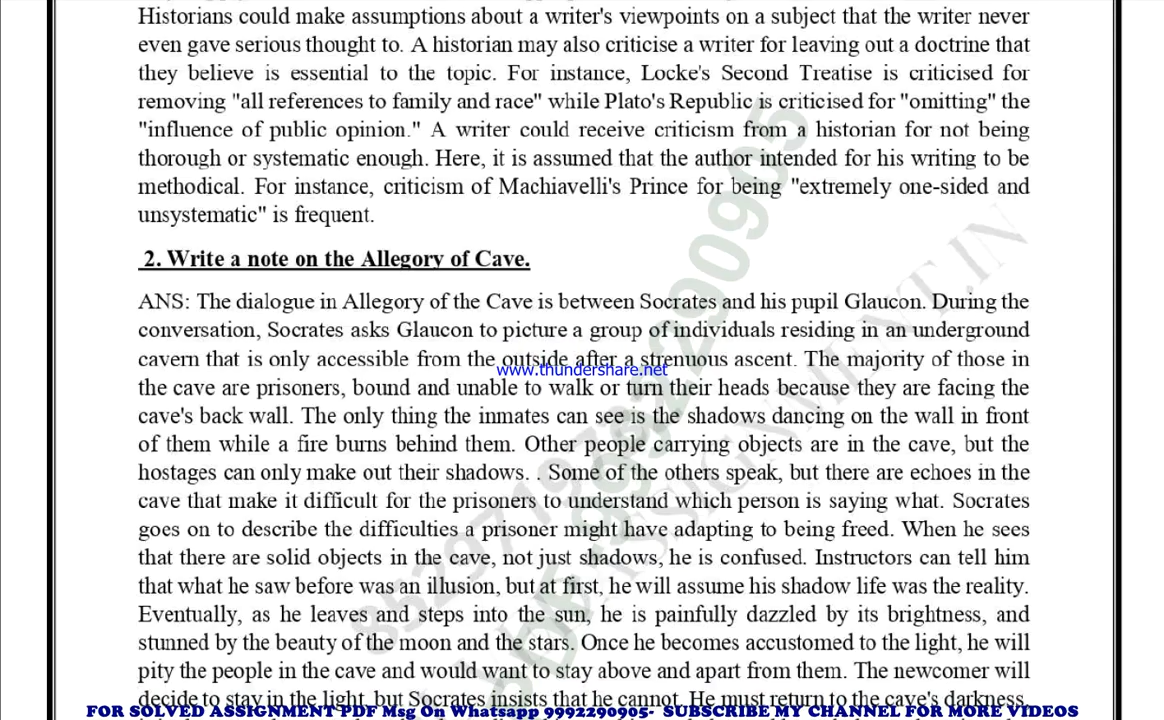 Historians could make assumptions about a writer's viewpoints on a subject that the writer never
even gave serious thought to. A historian may also criticise a writer for leaving out a doctrine that
they believe is essential to the topic. For instance, Locke's Second Treatise is criticised for
removing "all references to family and race" while Plato's Republic is criticised for "omitting" the
"influence of public opinion." A writer could receive criticism from a historian for not being
thorough or systematic enough. Here, it is assumed that the author intended for his writing to be
methodical. For instance, criticism of Machiavelli's Prince for being "extremely one-sided and
unsystematic" is frequent.
2. Write a note on the Allegory of Cave.
ANS: The dialogue in Allegory of the Cave is between Socrates and his pupil Glaucon. During the
conversation, Socrates asks Glaucon to picture a group of individuals residing in an underground
cavern that is only accessible from the outside after a strenuous ascent. The majority of those in
www.thundershare.net
the cave are prisoners, bound and unable to walk or turn their heads because they are facing the
cave's back wall. The only thing the inmates can see is the shadows dancing on the wall in front
of them while a fire burns behind them. Other people carrying objects are in the cave, but the
hostages can only make out their shadows. . Some of the others speak, but there are echoes in the
cave that make it difficult for the prisoners to understand which person is saying what. Socrates
goes on to describe the difficulties a prisoner might have adapting to being freed. When he sees
that there are solid objects in the cave, not just shadows, he is confused. Instructors can tell him
that what he saw before was an illusion, but at first, he will assume his shadow life was the reality.
Eventually, as he leaves and steps into the sun, he is painfully dazzled by its brightness, and
stunned by the beauty of the moon and the stars. Once he becomes accustomed to the light, he will
pity the people in the cave and would want to stay above and apart from them. The newcomer will
decide to stay in the light, but Socrates insists that he cannot. He must return to the cave's darkness
FOR SOLVED ASSIGNMENT PDF Msg On Whatsapp 9992290905- SUBSCRIBE MY CHANNEL FOR MORE VIDEOS